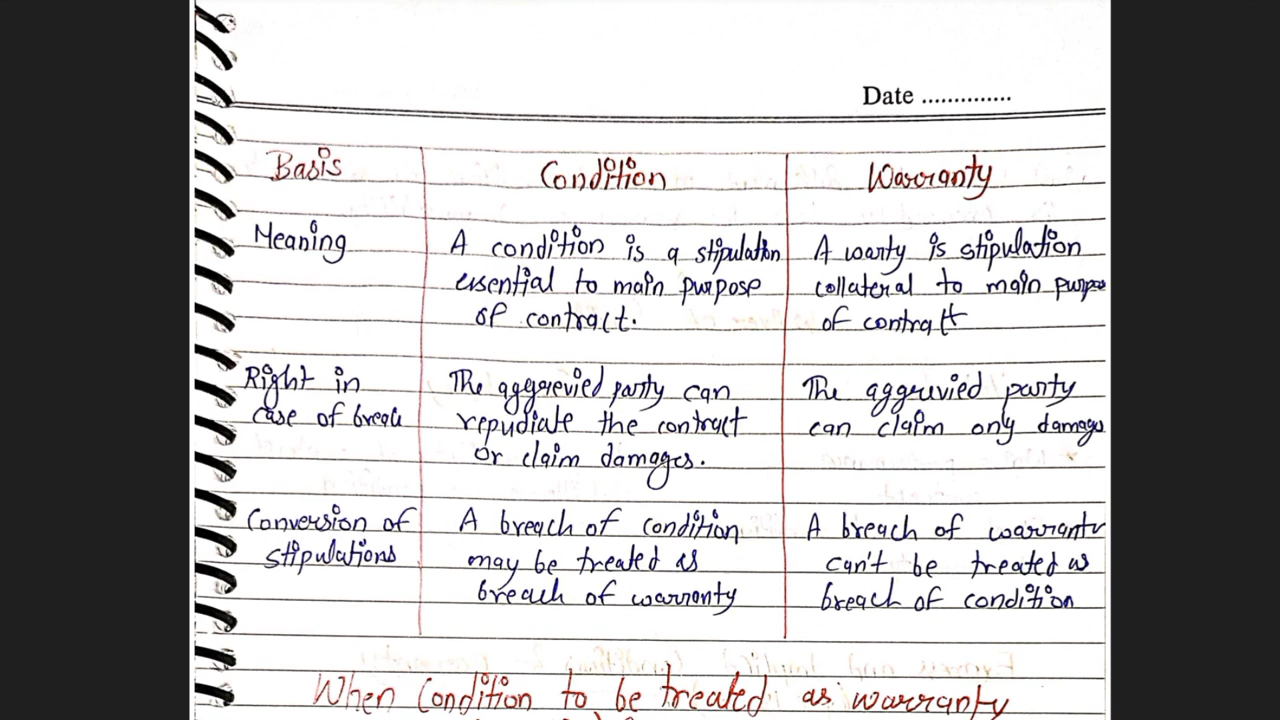 Date ..............
Basis Condition Warranty
Meaning A condition is a stipulation A warty is stipulation
essential to main purpose collateral to main purpose
of contract. of contract
Right in The aggrevied party can The aggruvied party
case of breach repudiate the contract can claim only damages
or claim damages.
Conversion of A breach of condition A breach of warranty
stipulations may be treated as can't be treated as
breach of warranty breach of condition
When Condition to be treated as warranty